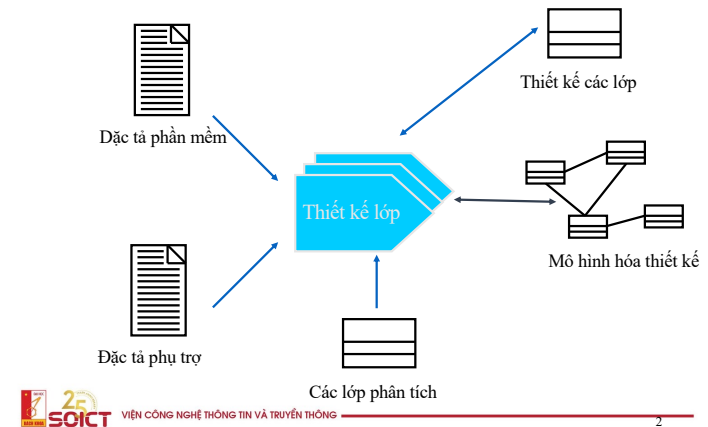 Thiết kế các lớp
Dặc tả phần mềm
Thiết kế lớp
Mô hình hóa thiết kế
Đặc tả phụ trợ
Các lớp phân tích
25
SOICT
VIỆN CÔNG NGHỆ THÔNG TIN VÀ TRUYỀN THÔNG
2